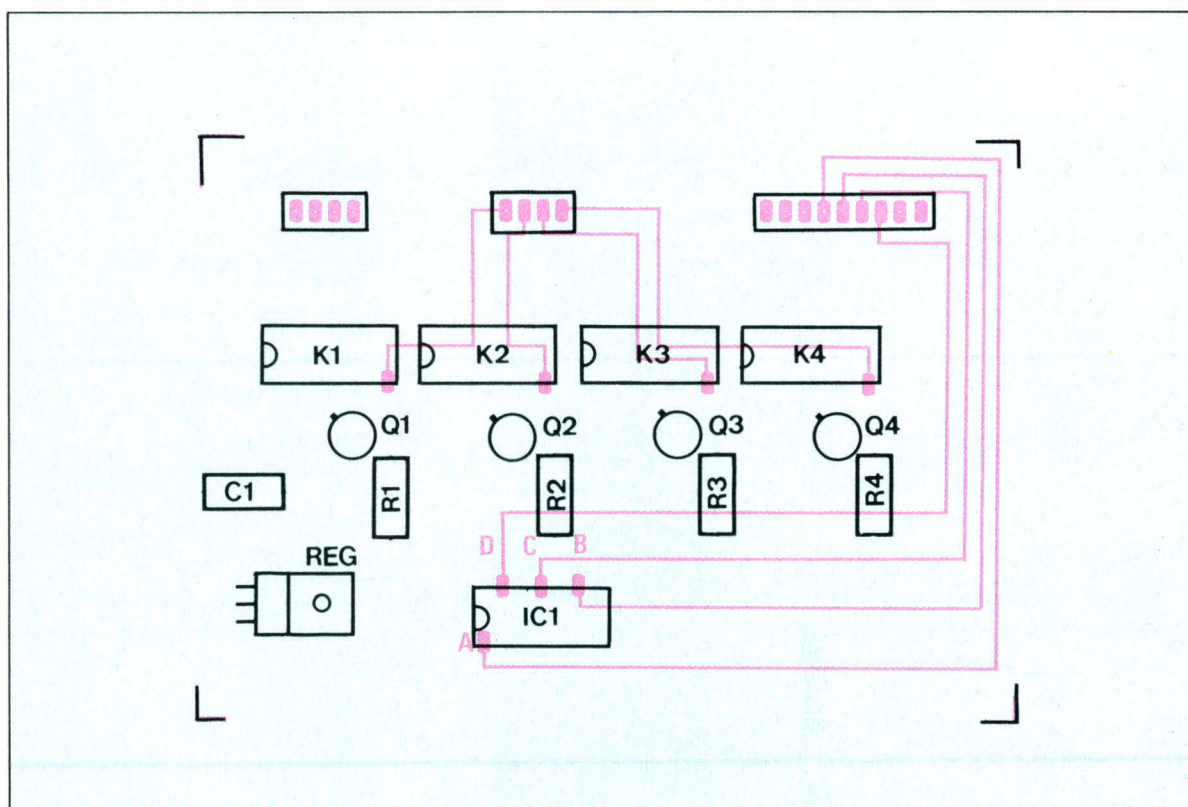 K1 K2 K3 K4
Q1 Q2 Q3 Q4
C1 R1 R2 R3 R4
D C B
REG
IC1
A